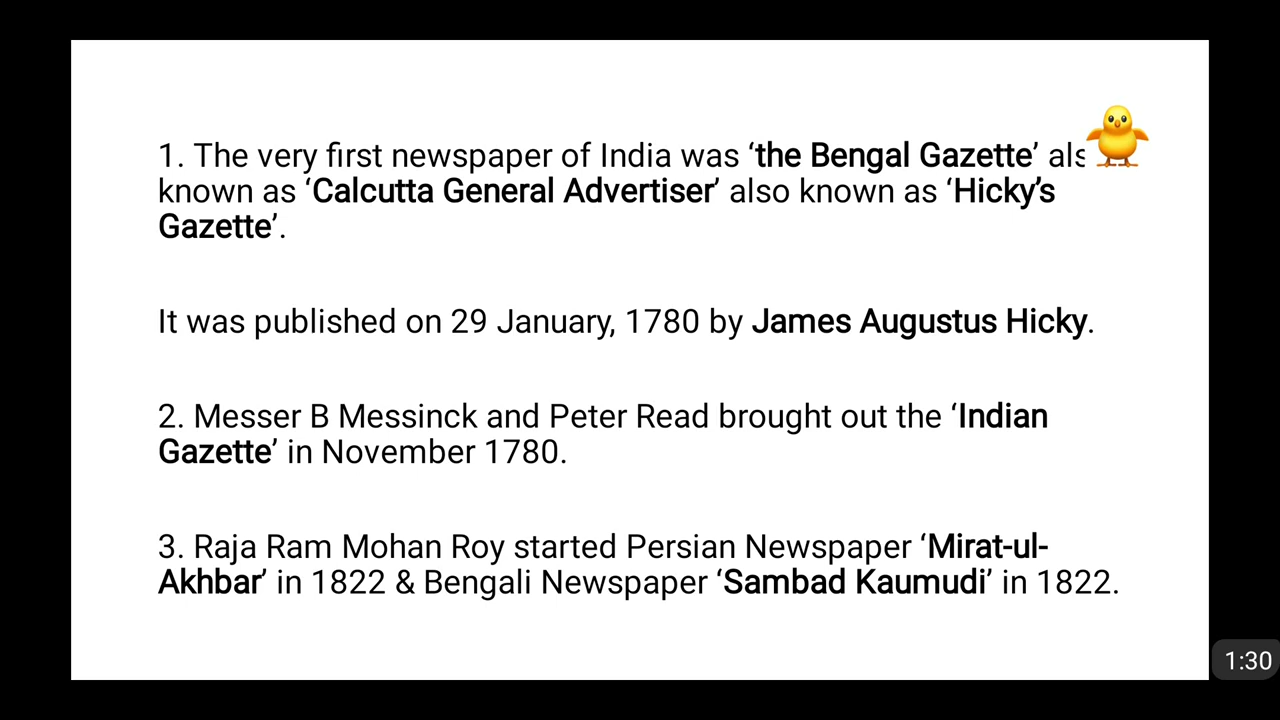 1. The very first newspaper of India was ‘the Bengal Gazette’ als
known as ‘Calcutta General Advertiser’ also known as ‘Hicky’s
Gazette’.
It was published on 29 January, 1780 by James Augustus Hicky.
2. Messer B Messinck and Peter Read brought out the ‘Indian
Gazette’ in November 1780.
3. Raja Ram Mohan Roy started Persian Newspaper ‘Mirat-ul-
Akhbar’ in 1822 & Bengali Newspaper ‘Sambad Kaumudi’ in 1822.
1:30